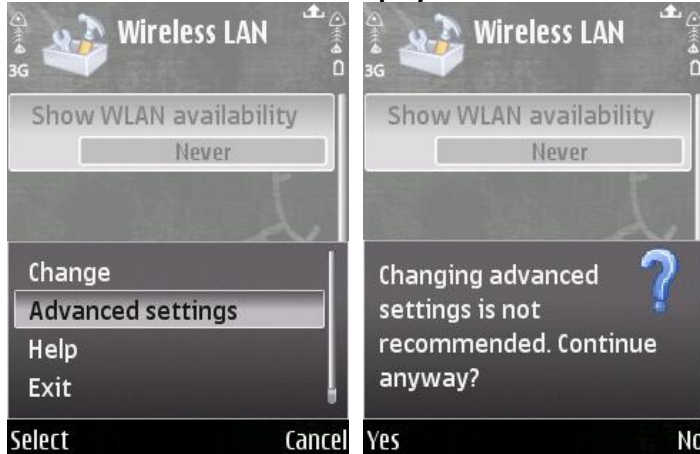 Wireless LAN
3G
Show WLAN availability
Never
Change
Advanced settings
Help
Exit
Select Cancel
Wireless LAN
3G
Show WLAN availability
Never
Changing advanced
settings is not
recommended. Continue
anyway?
Yes No